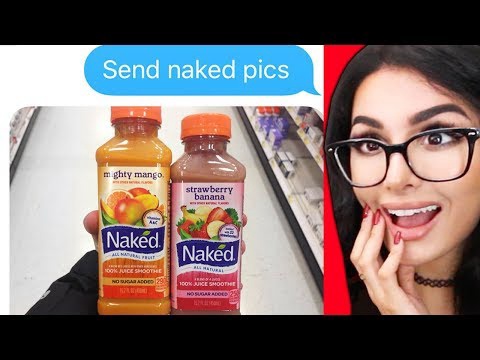 Send naked pics
mighty mango
strawberry
banana
Naked
ALL NATURAL FRUIT
100% JUICE SMOOTHIE
NO SUGAR ADDED
Naked
ALL NATURAL
100% JUICE SMOOTHIE
NO SUGAR ADDED